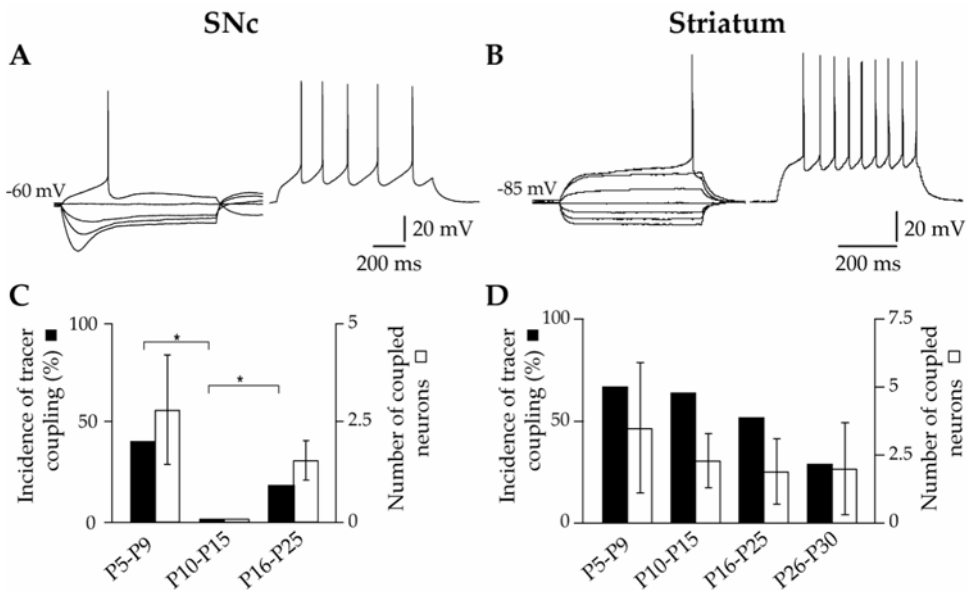 SNc
Striatum
A
B
-60 mV
20 mV
200 ms
-85 mV
20 mV
200 ms
C
Incidence of tracer ■
coupling (%)
100
50
0
*
*
5
2.5
0
Number of coupled □
neurons
P5-P9
P10-P15
P16-P25
D
Incidence of tracer ■
coupling (%)
100
50
0
7.5
5
2.5
0
Number of coupled □
neurons
P5-P9
P10-P15
P16-P25
P26-P30